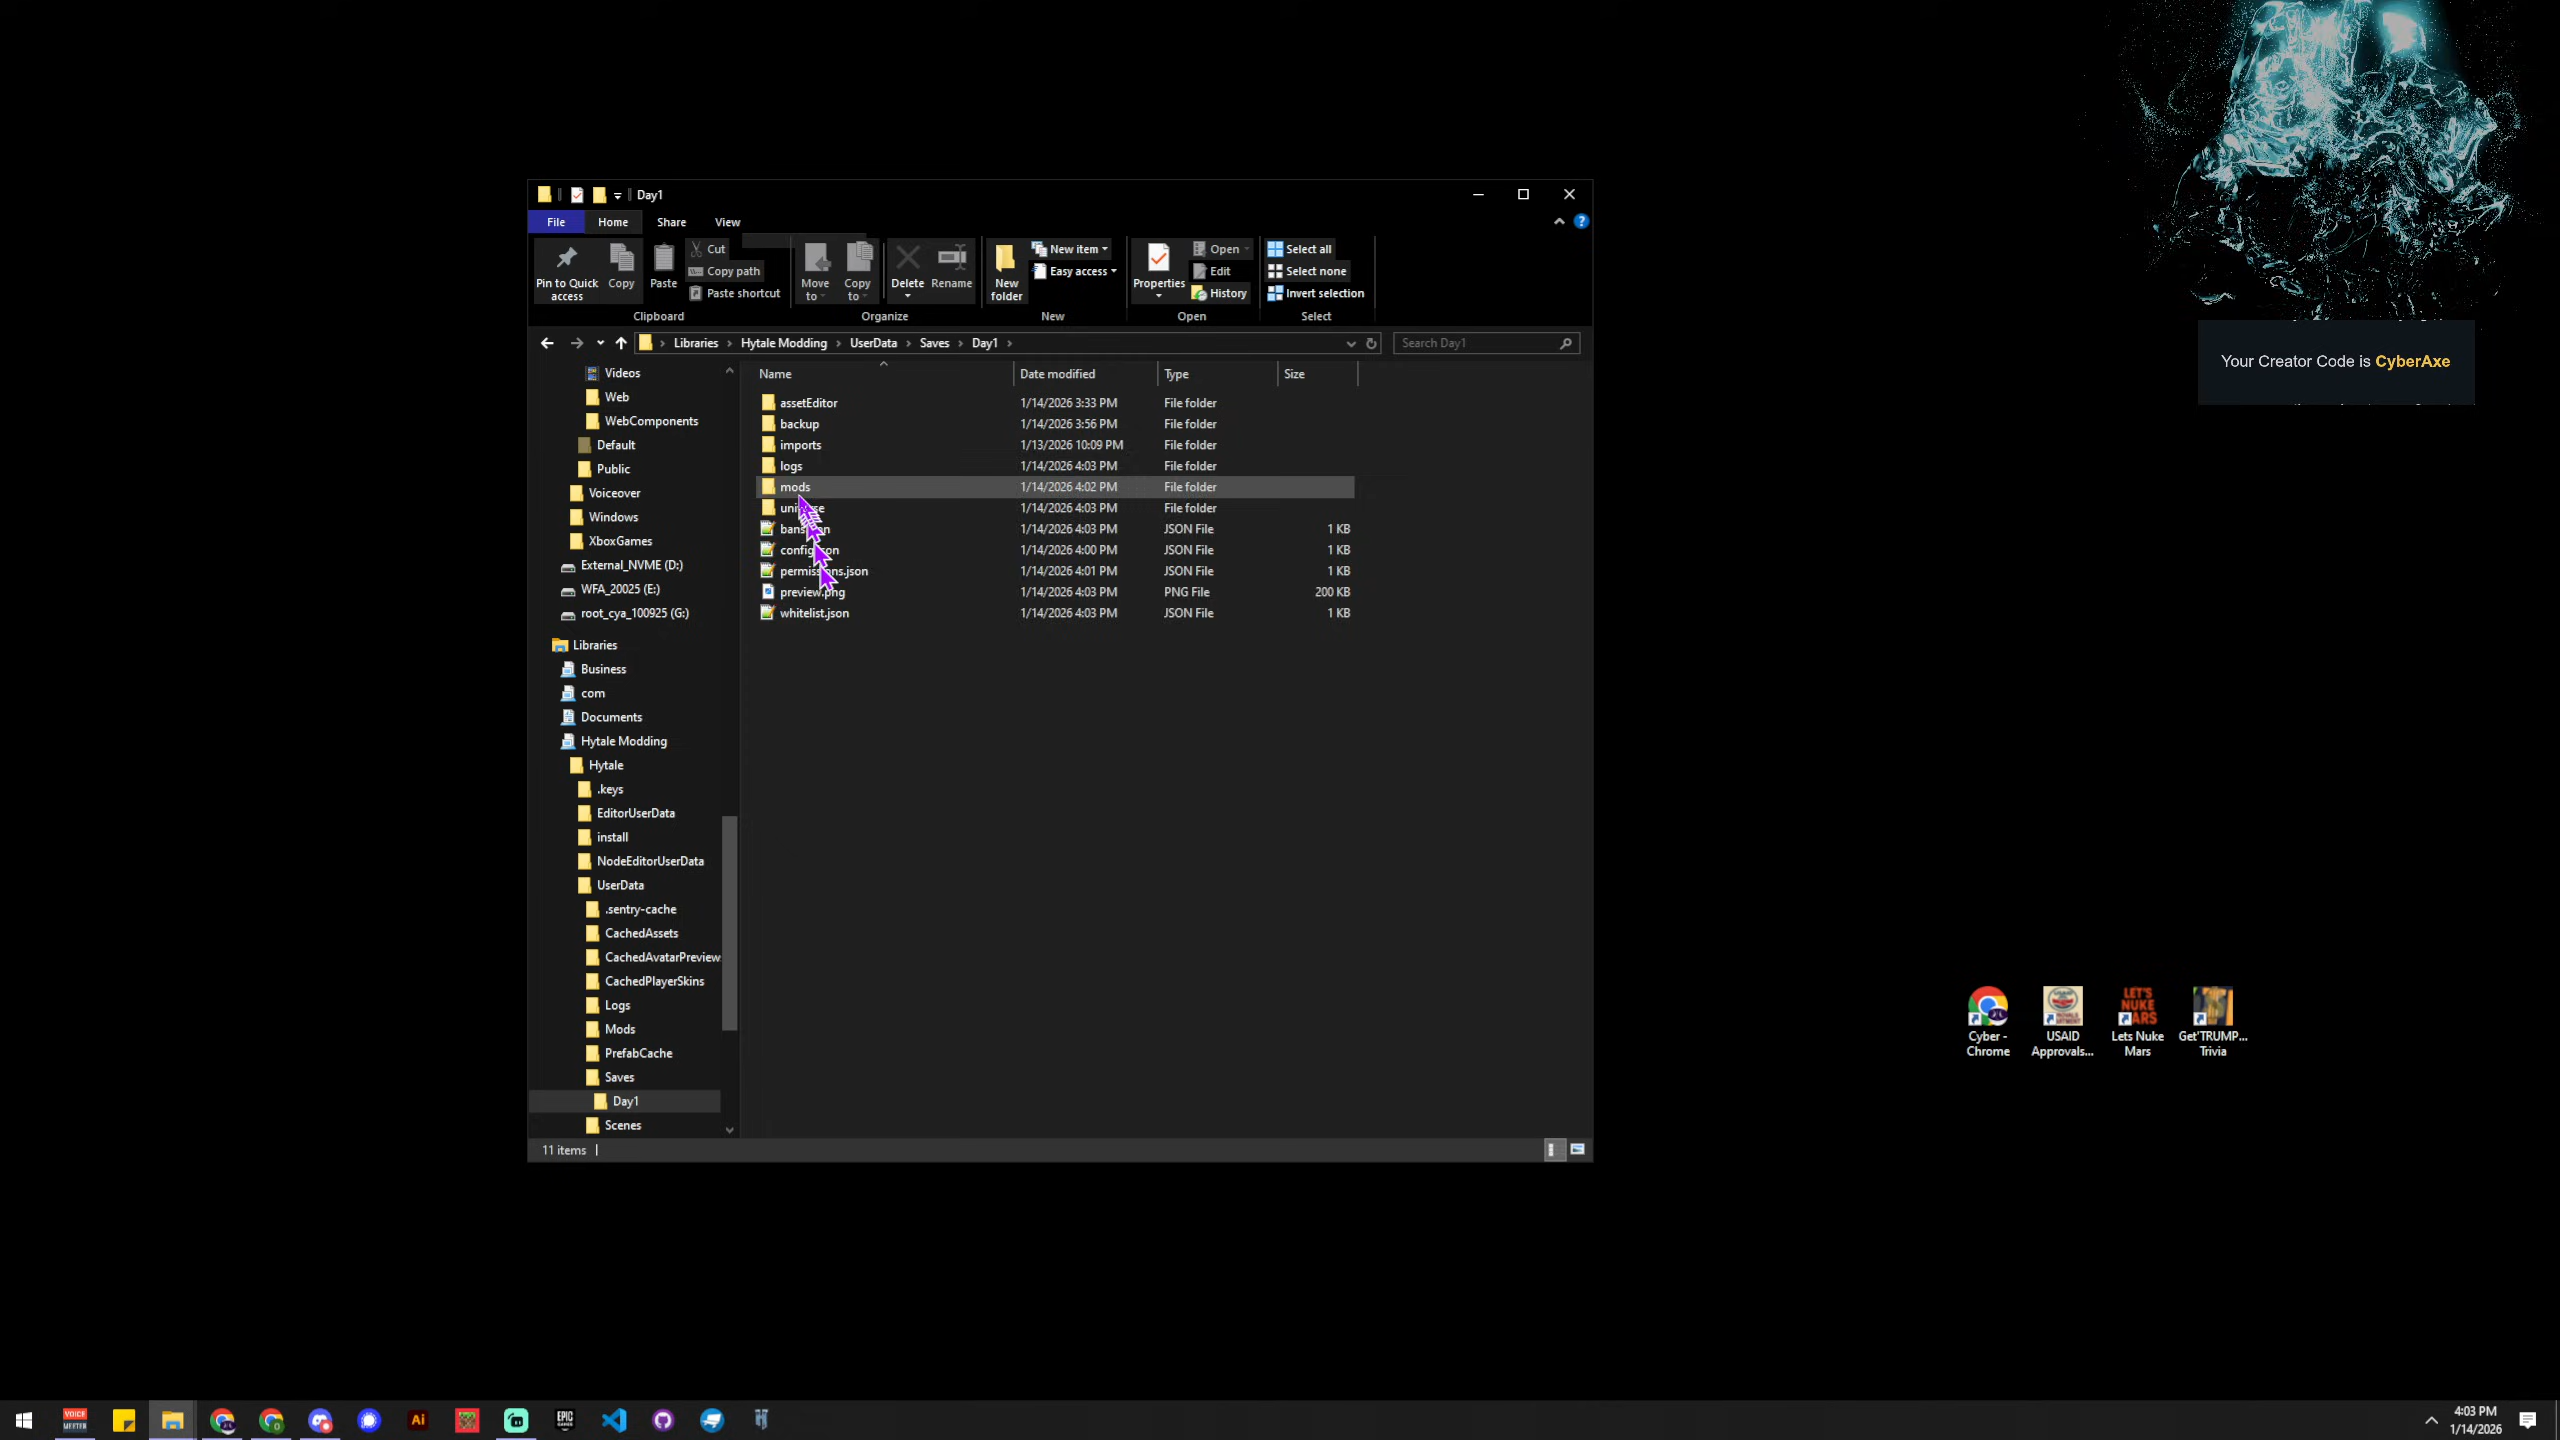 Your Creator Code is CyberAxe
Day1
File Home Share View
Pin to Quick access
Copy
Paste
Cut
Copy path
Paste shortcut
Clipboard
Move to
Copy to
Delete
Rename
Organize
New folder
New item
Easy access
New
Properties
Open
Edit
History
Open
Select all
Select none
Invert selection
Select
Libraries Hytale Modding UserData Saves Day1
Search Day1
Videos
Web
WebComponents
Default
Public
Voiceover
Windows
XboxGames
External_NVME (D:)
WFA_20025 (E:)
root_cya_100925 (G:)
Libraries
Business
com
Documents
Hytale Modding
Hytale
.keys
EditorUserData
install
NodeEditorUserData
UserData
.sentry-cache
CachedAssets
CachedAvatarPreview
CachedPlayerSkins
Logs
Mods
PrefabCache
Saves
Day1
Scenes
Name Date modified Type Size
assetEditor 1/14/2026 3:33 PM File folder
backup 1/14/2026 3:56 PM File folder
imports 1/13/2026 10:09 PM File folder
logs 1/14/2026 4:03 PM File folder
mods 1/14/2026 4:02 PM File folder
1/14/2026 4:03 PM File folder
1/14/2026 4:03 PM JSON File 1 KB
1/14/2026 4:00 PM JSON File 1 KB
permissions.json 1/14/2026 4:01 PM JSON File 1 KB
preview.png 1/14/2026 4:03 PM PNG File 200 KB
whitelist.json 1/14/2026 4:03 PM JSON File 1 KB
11 items
Cyber - Chrome
USAID Approvals...
LET'S NUKE MARS
Lets Nuke Mars
Get'TRUMP... Trivia
VOICE MEETER
Ai
EPIC GAMES
4:03 PM
1/14/2026